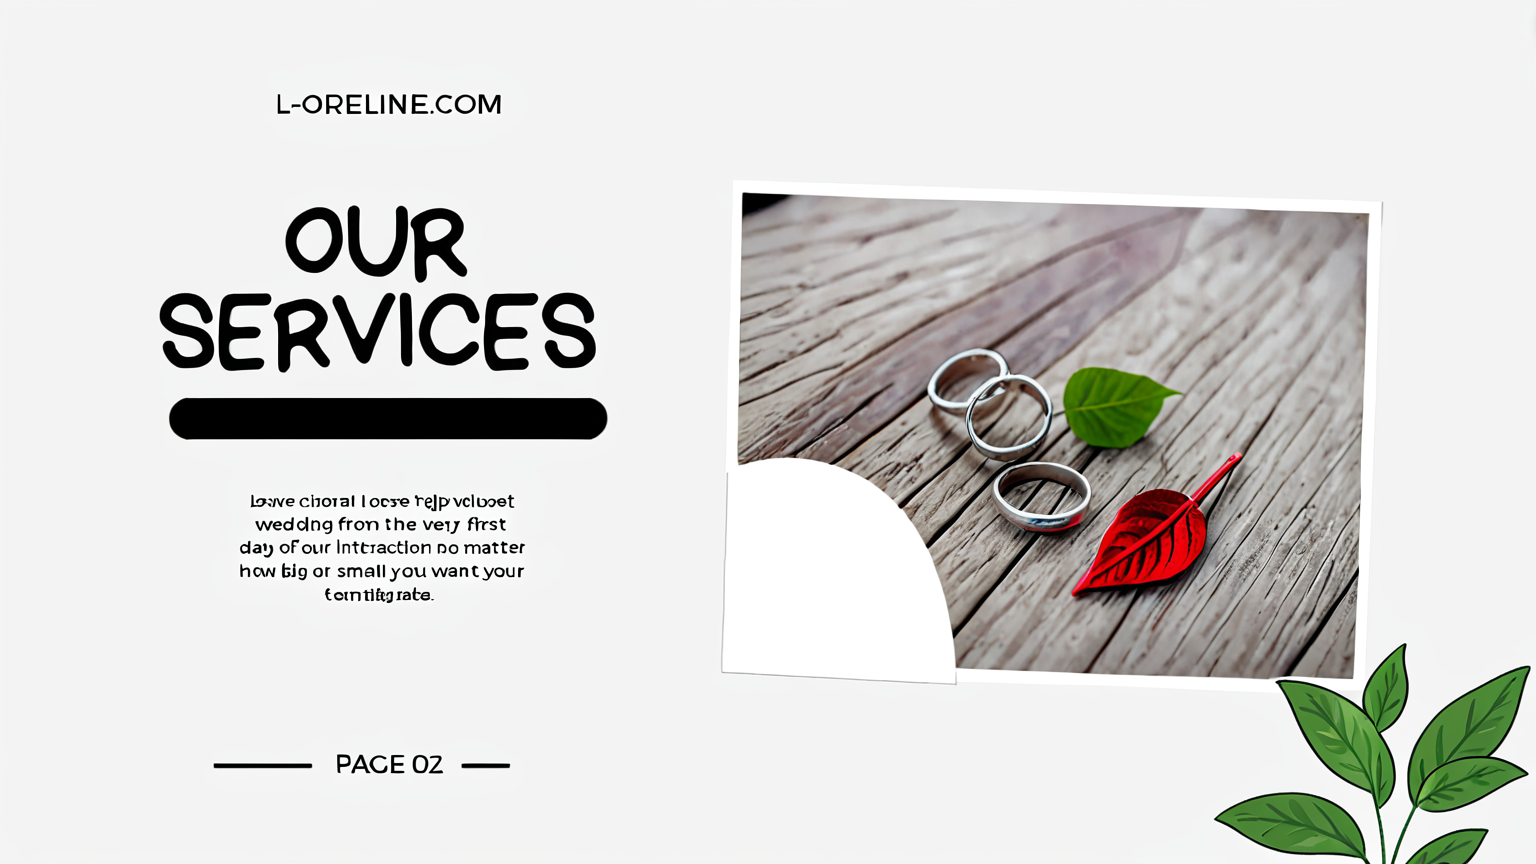 L-ORELINE.COM
OUR
SERVICES
wedding from the very first
day of our interaction no matter
how big or small you want your
PAGE 02